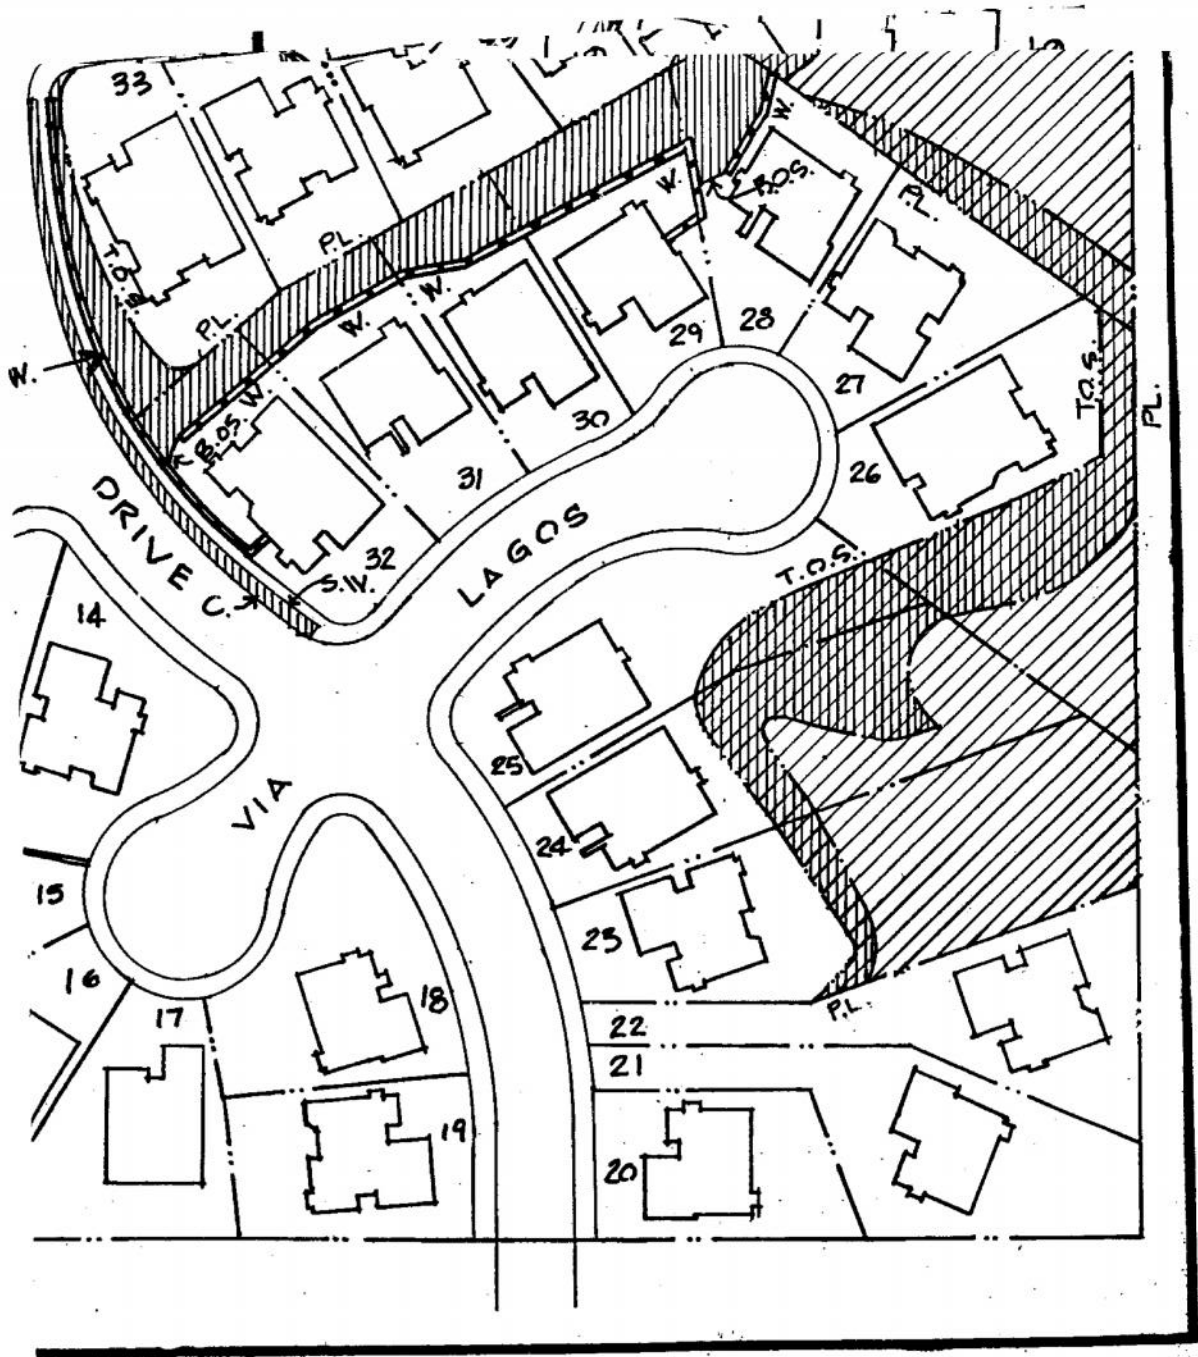 33
W.
B.O.S.
P.L.
T.O.S.
P.L.
W.
P.L.
W.
W.
W.
B.O.S.
W.
29
28
27
T.O.S.
P.L.
30
26
31
DRIVE
LAGOS
32
S.W.
C.
T.O.S.
14
25
VIA
24
15
23
16
18
17
P.L.
22
21
19
20